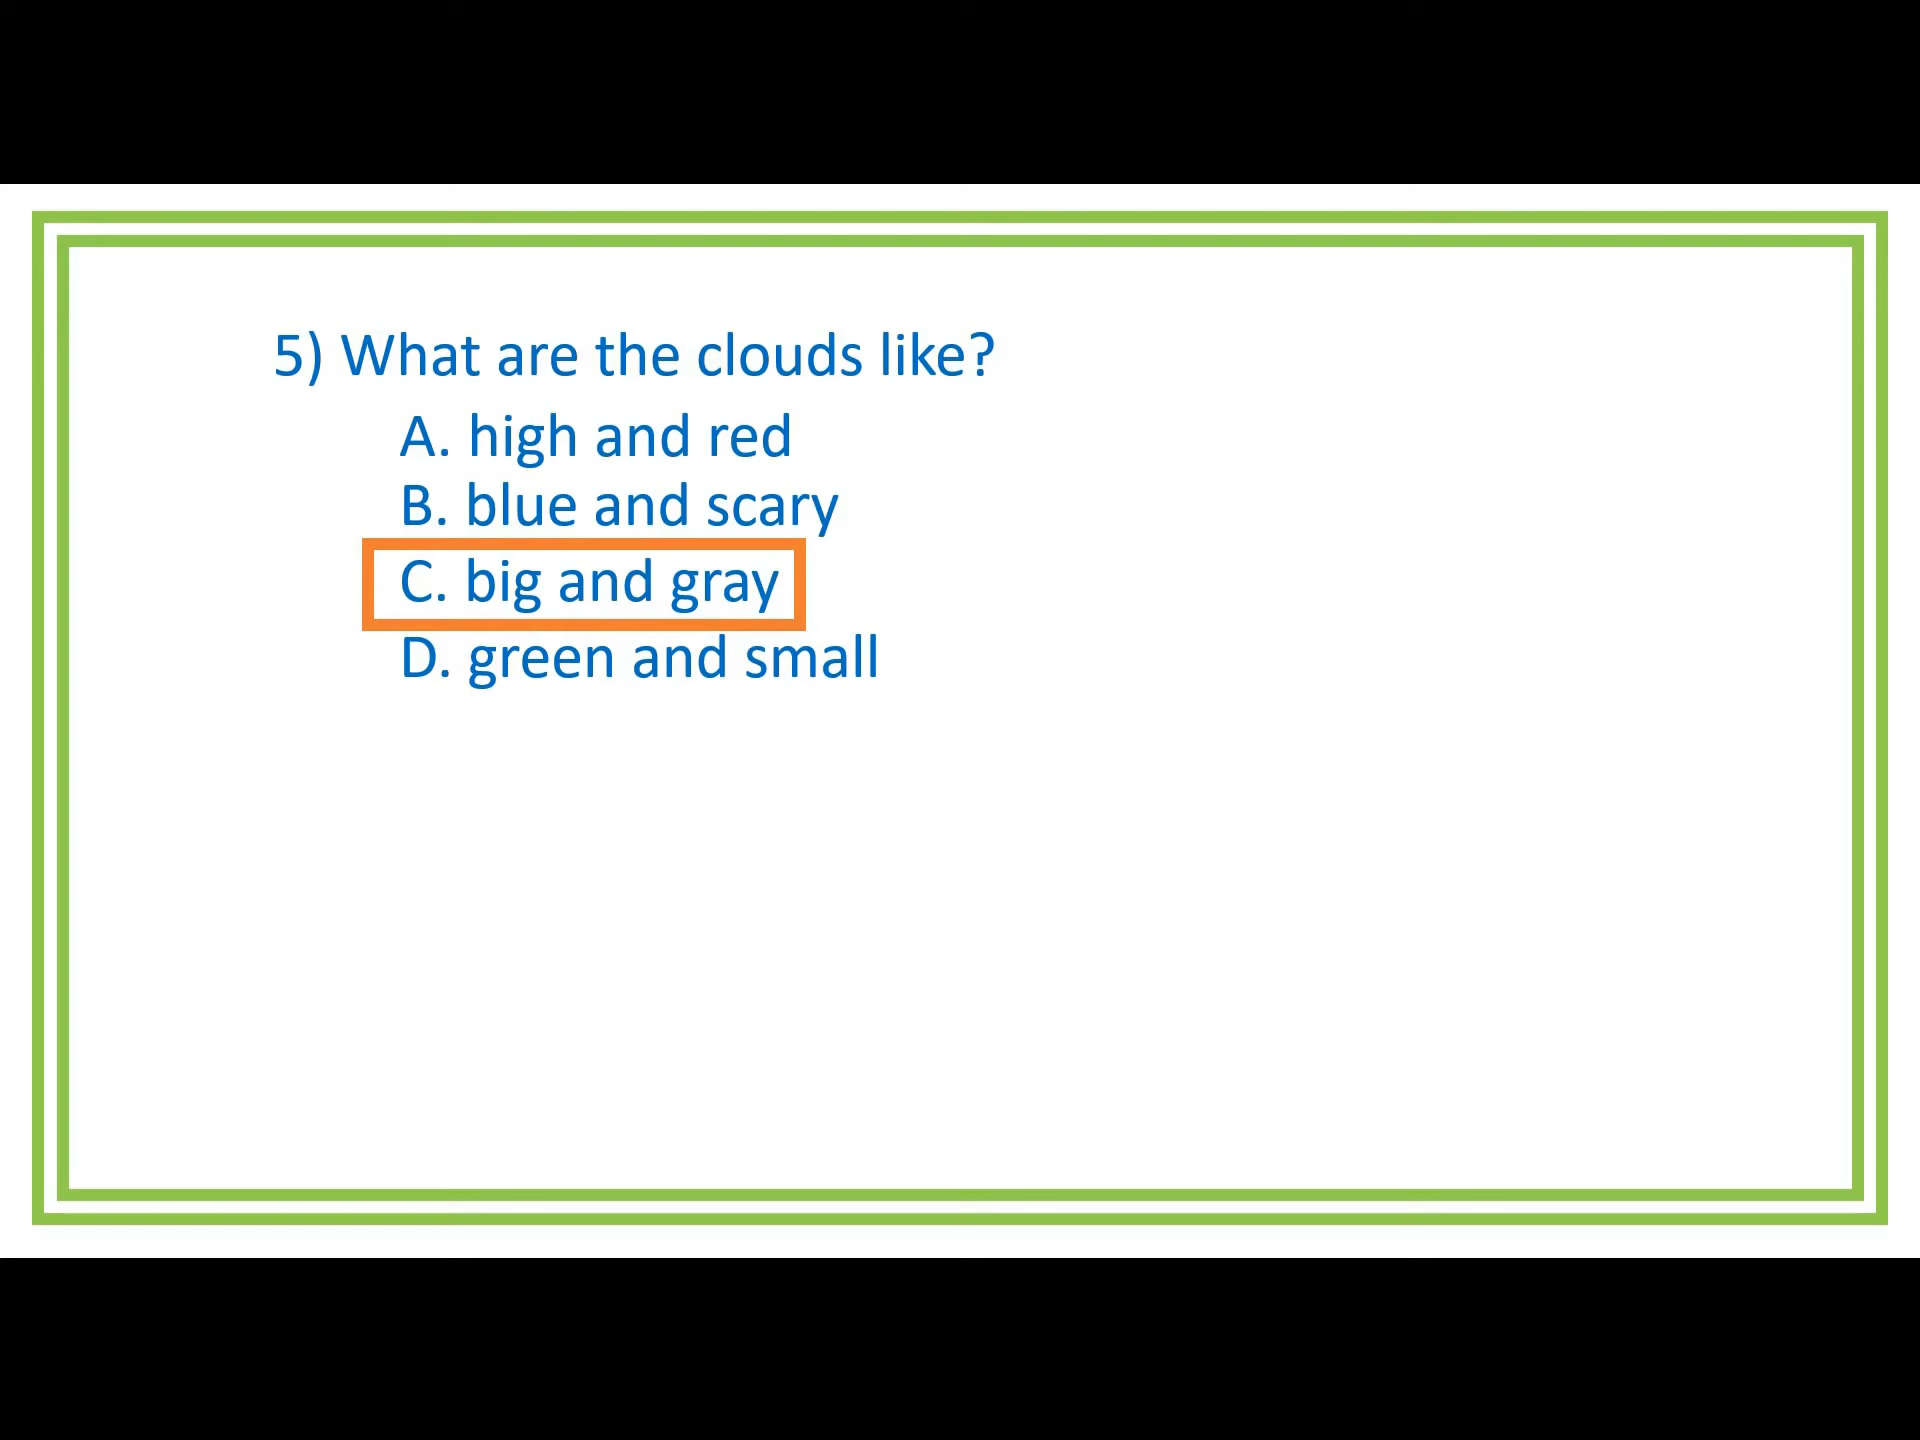 5) What are the clouds like?
A. high and red
B. blue and scary
C. big and gray
D. green and small